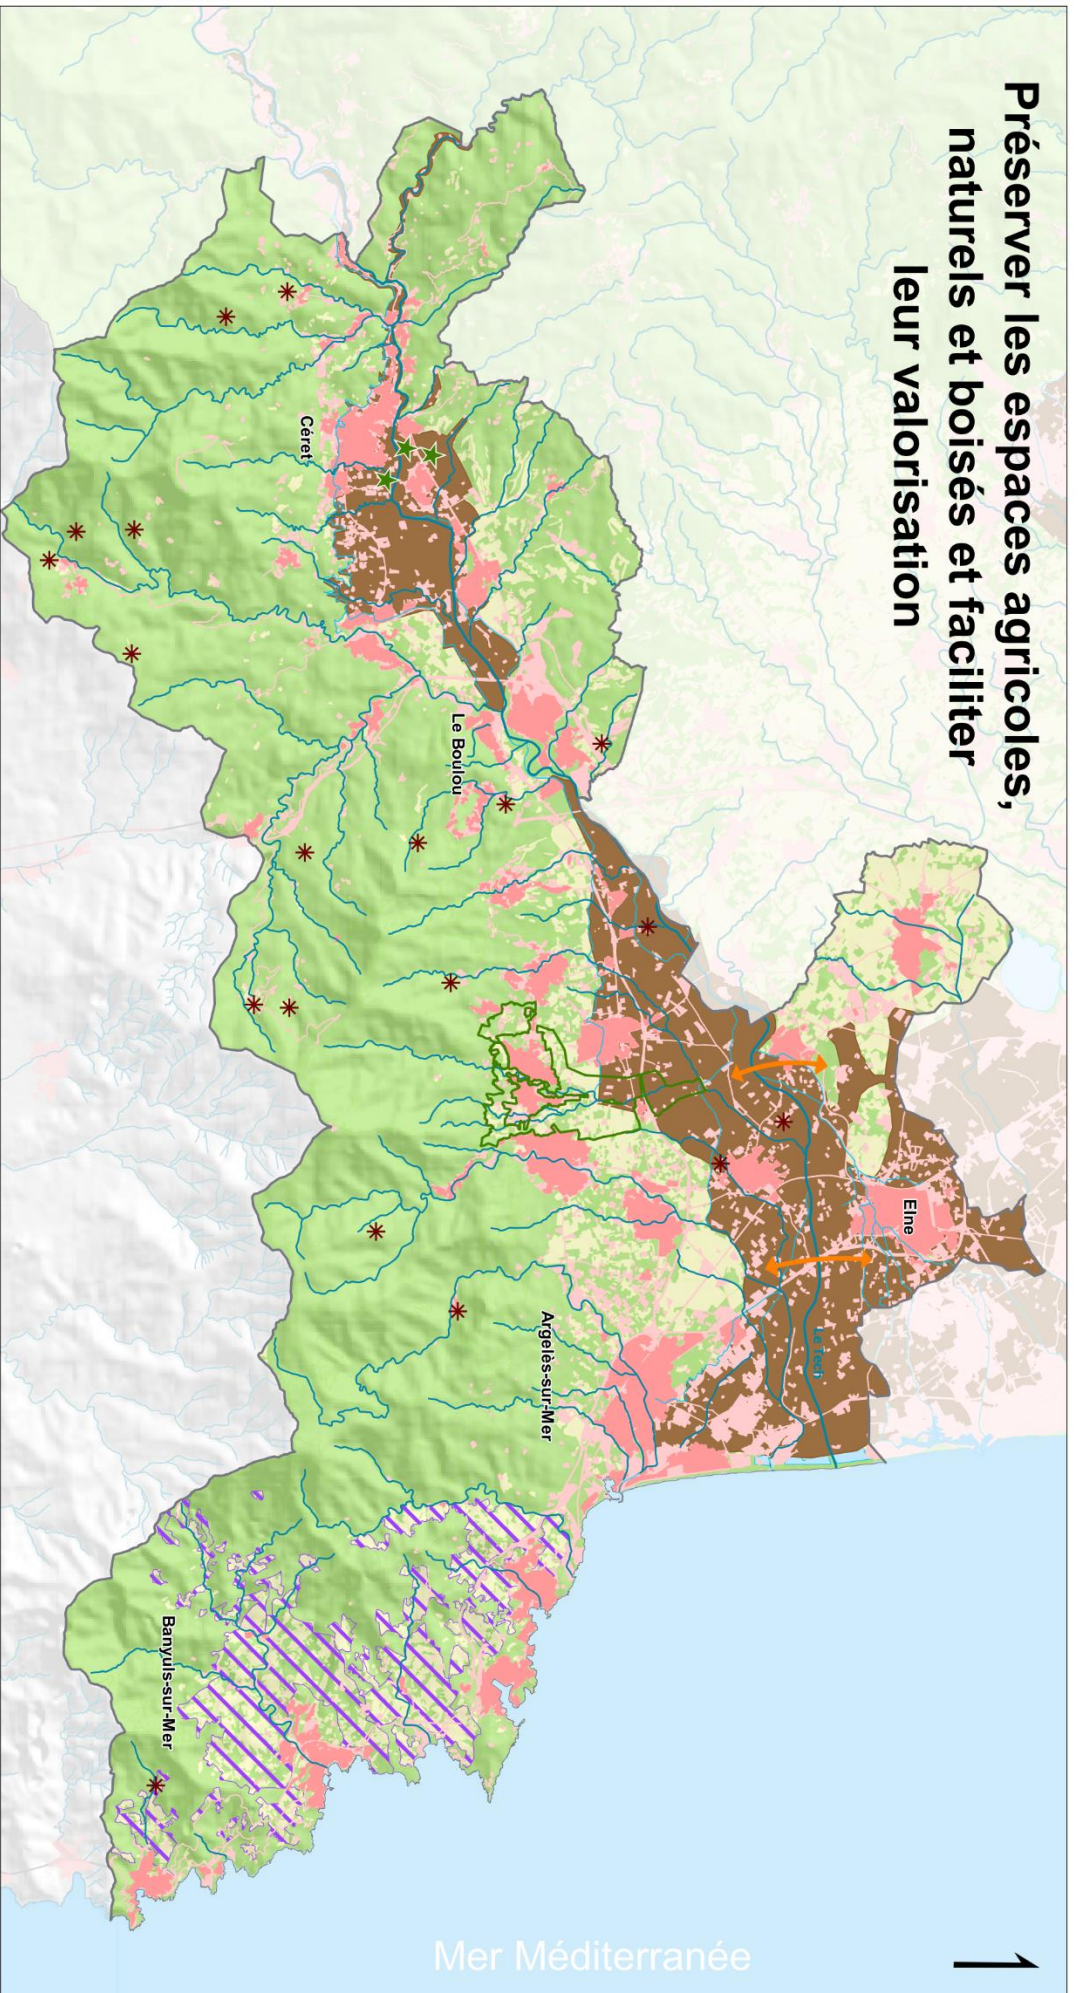 Préserver les espaces agricoles,
naturels et boisés et faciliter
leur valorisation
1
Elne
Le Tech
Argelès-sur-Mer
Le Boulou
Céret
Banyuls-sur-Mer
Mer Méditerranée